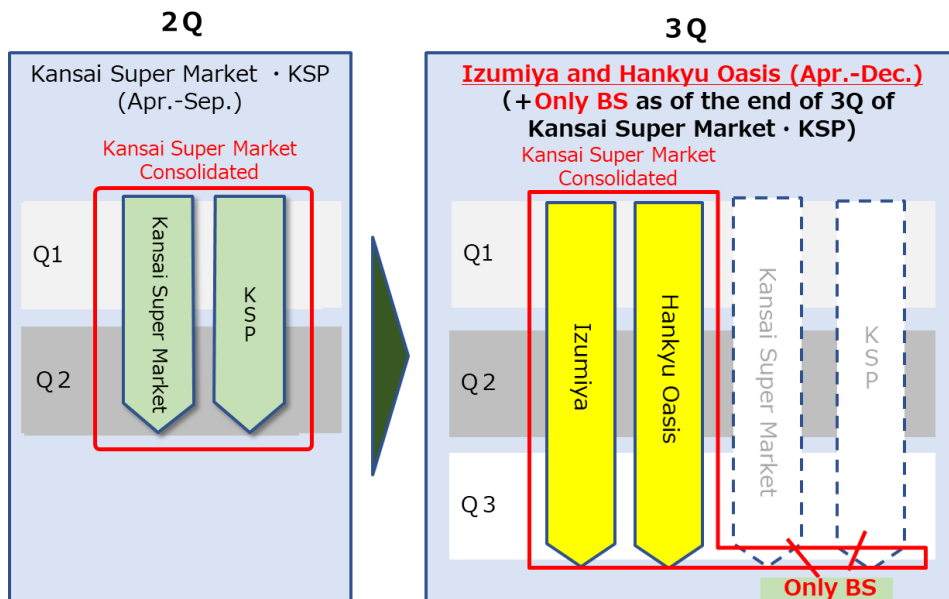 2Q
Kansai Super Market ・KSP
(Apr.-Sep.)
Kansai Super Market
Consolidated
Q1
Q2
Kansai Super Market
KSP
3Q
Izumiya and Hankyu Oasis (Apr.-Dec.)
(+Only BS as of the end of 3Q of
Kansai Super Market・KSP)
Kansai Super Market
Consolidated
Q1
Q2
Q3
Izumiya
Hankyu Oasis
Kansai Super Market
KSP
Only BS